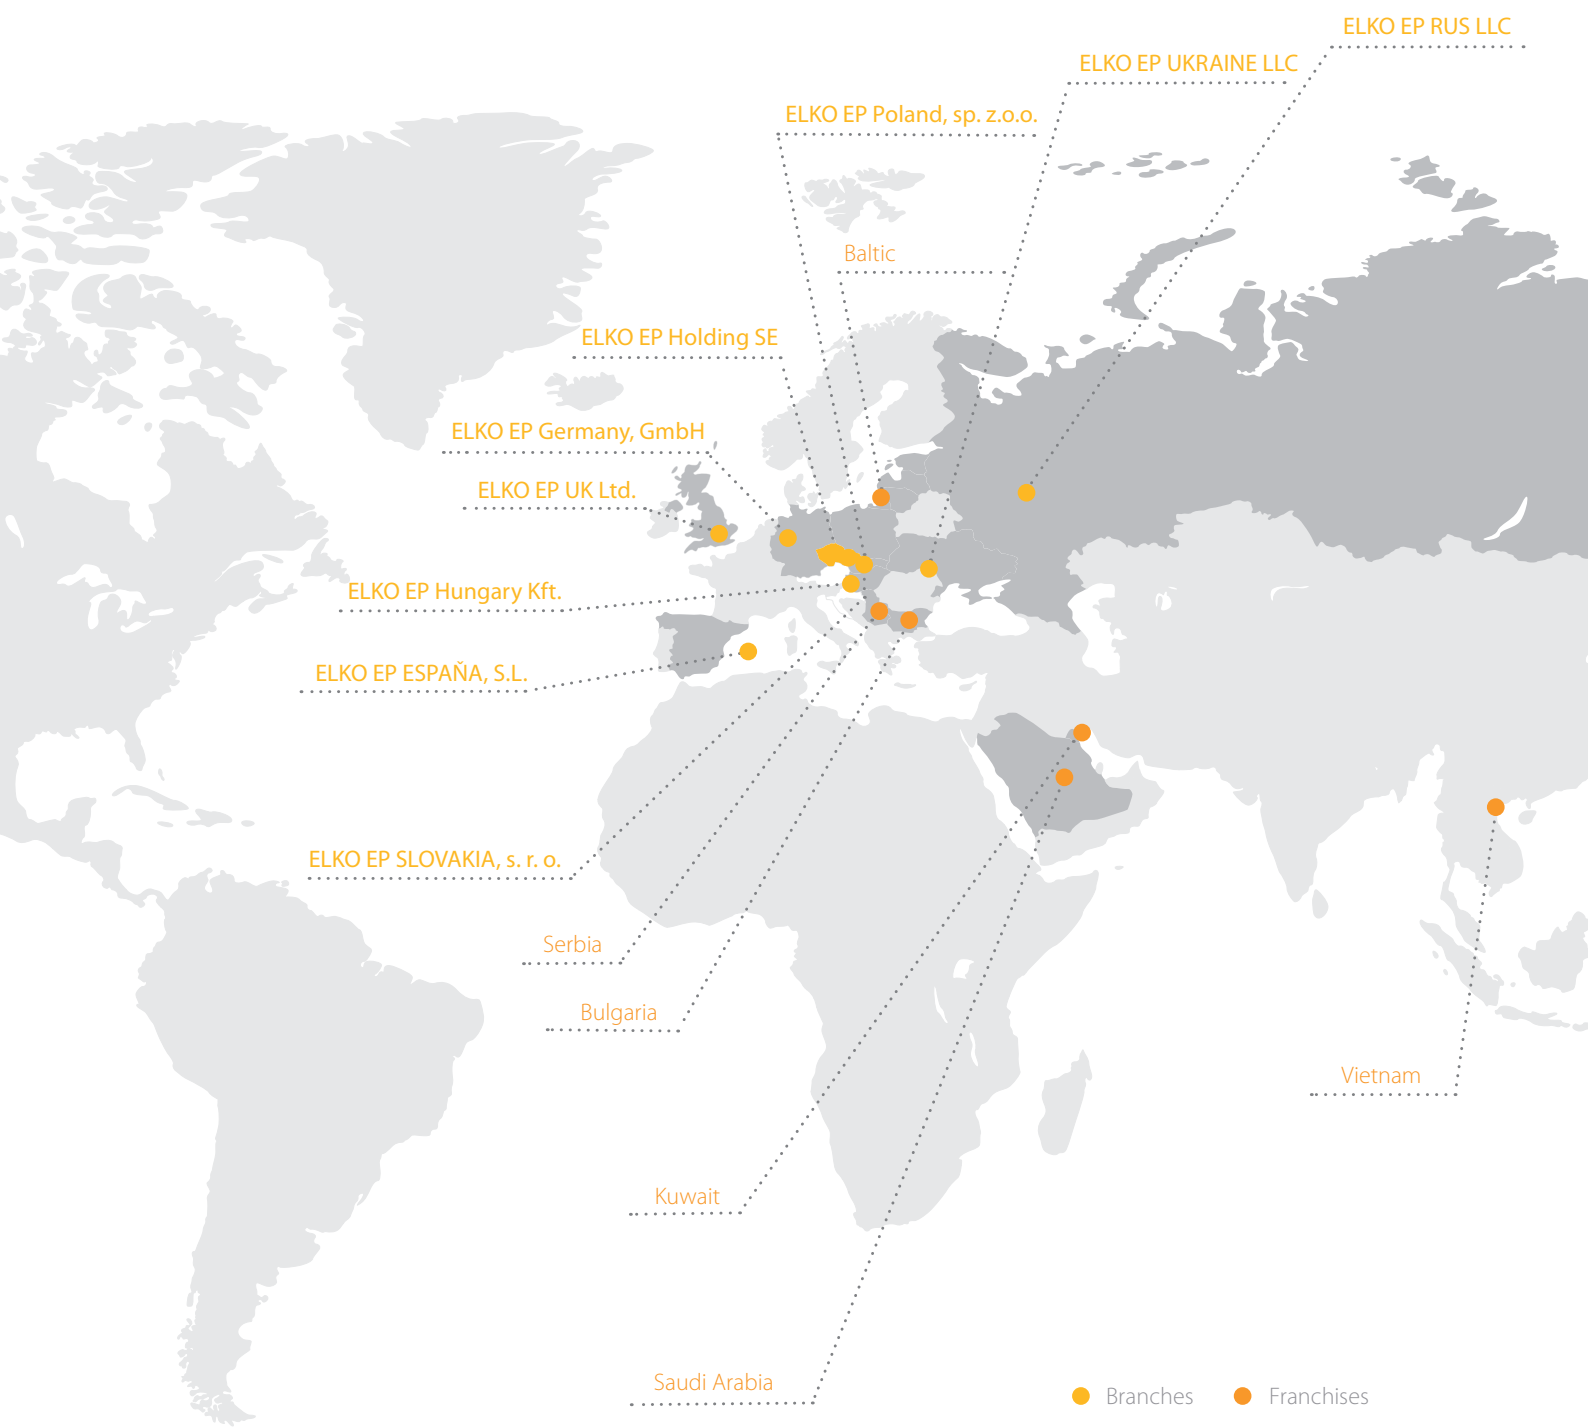 ELKO EP RUS LLC
ELKO EP UKRAINE LLC
ELKO EP Poland, sp. z.o.o.
Baltic
ELKO EP Holding SE
ELKO EP Germany, GmbH
ELKO EP UK Ltd.
ELKO EP Hungary Kft.
ELKO EP ESPAŇA, S.L.
ELKO EP SLOVAKIA, s. r. o.
Serbia
Bulgaria
Vietnam
Kuwait
Saudi Arabia
Branches Franchises